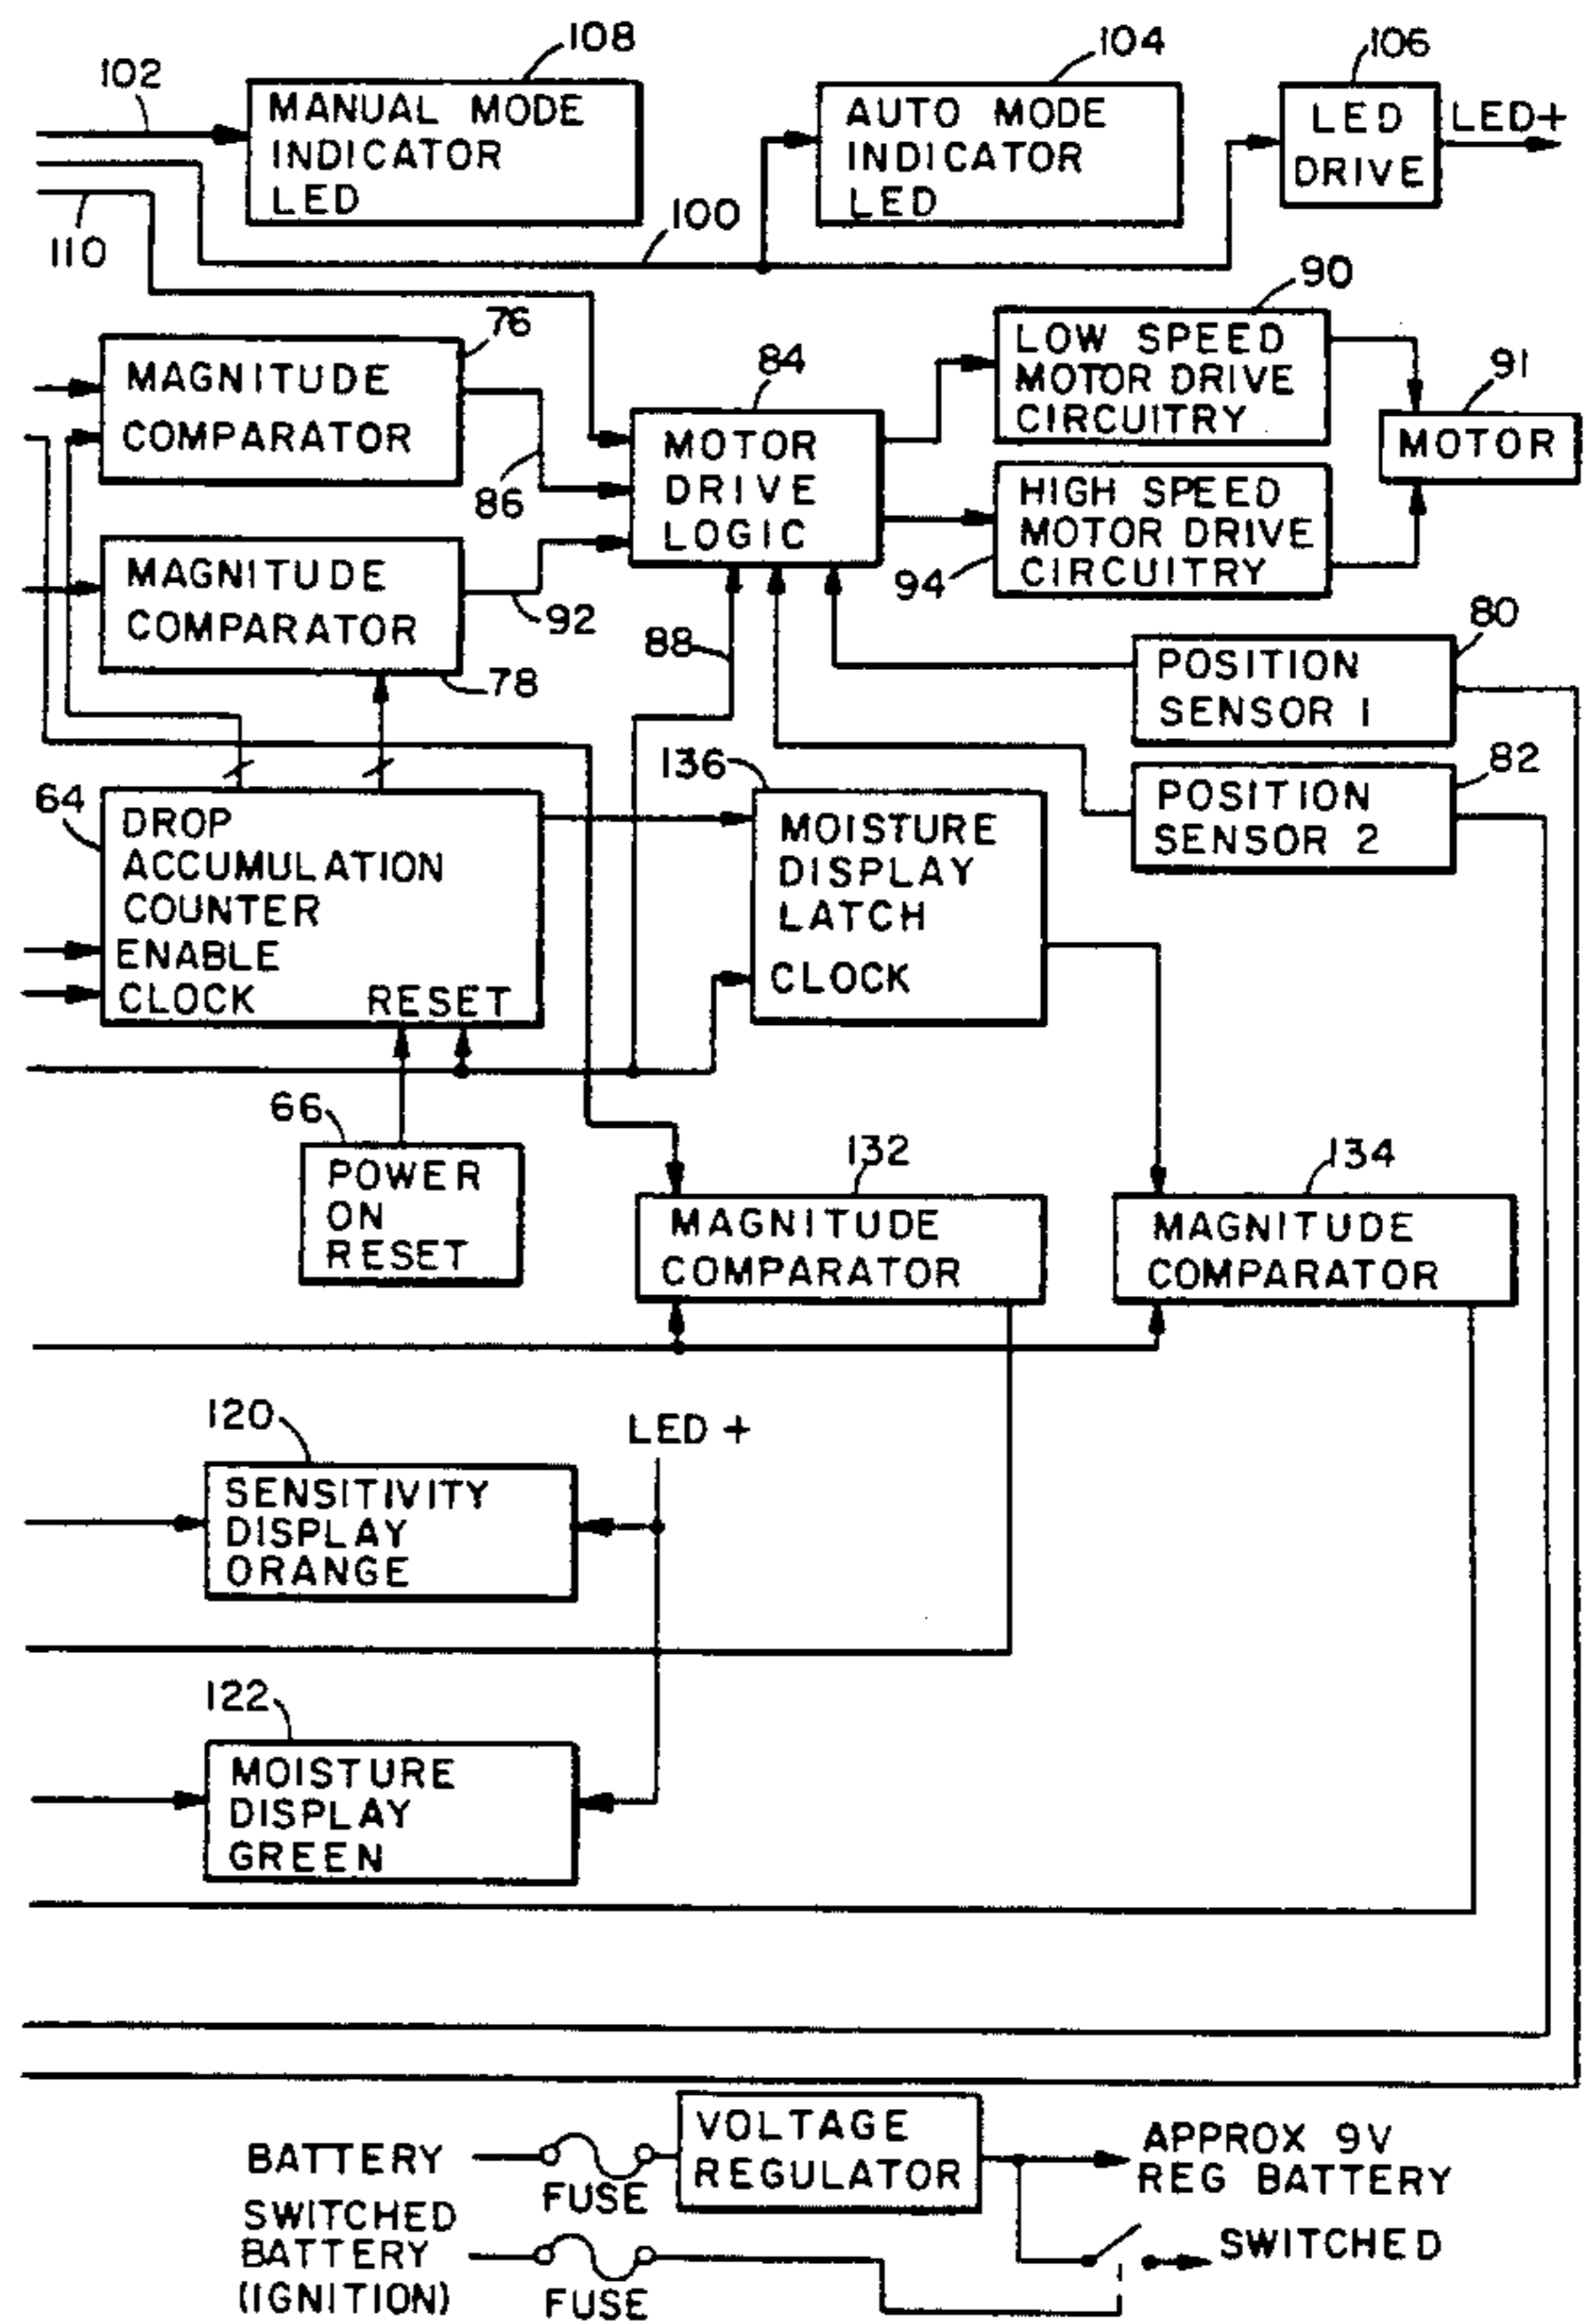 108
104
106
102
MANUAL MODE
INDICATOR
LED
AUTO MODE
INDICATOR
LED
LED
DRIVE
LED+
110
100
90
76
84
91
MAGNITUDE
COMPARATOR
LOW SPEED
MOTOR DRIVE
CIRCUITRY
MOTOR
MOTOR
DRIVE
LOGIC
86
HIGH SPEED
MOTOR DRIVE
CIRCUITRY
94
MAGNITUDE
COMPARATOR
92
88
78
80
POSITION
SENSOR 1
136
82
POSITION
SENSOR 2
64
DROP
ACCUMULATION
COUNTER
ENABLE
CLOCK RESET
MOISTURE
DISPLAY
LATCH
CLOCK
66
POWER
ON
RESET
132
134
MAGNITUDE
COMPARATOR
MAGNITUDE
COMPARATOR
120
LED +
SENSITIVITY
DISPLAY
ORANGE
122
MOISTURE
DISPLAY
GREEN
BATTERY
FUSE
VOLTAGE
REGULATOR
APPROX 9V
REG BATTERY
SWITCHED
BATTERY
(IGNITION)
FUSE
SWITCHED